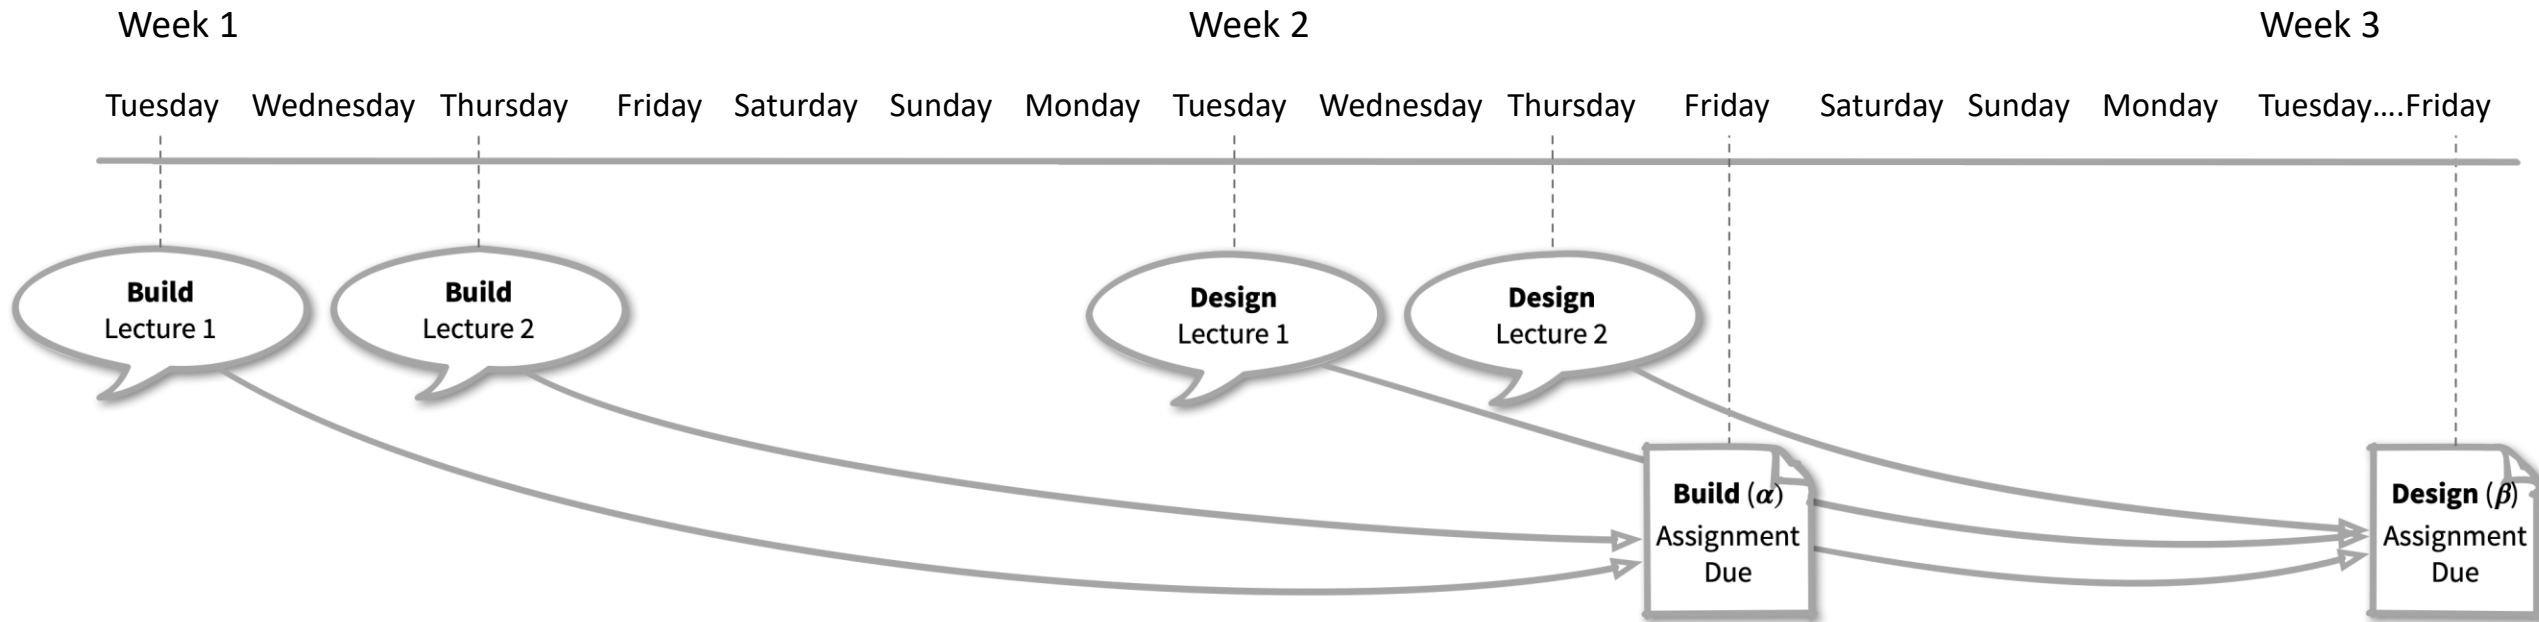 Week 1 Week 2 Week 3
Tuesday Wednesday Thursday Friday Saturday Sunday Monday Tuesday Wednesday Thursday Friday Saturday Sunday Monday Tuesday....Friday
Build
Lecture 1
Build
Lecture 2
Design
Lecture 1
Design
Lecture 2
Build (α)
Assignment
Due
Design (β)
Assignment
Due